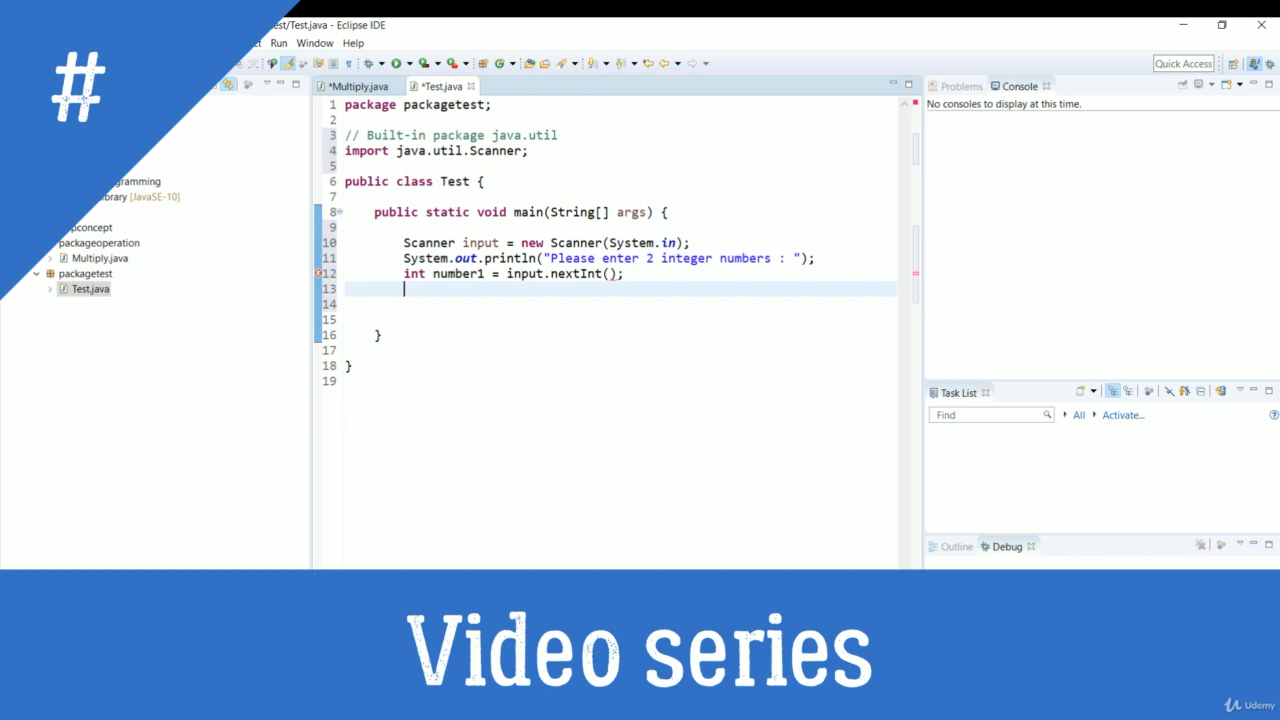 #
est/Test.java - Eclipse IDE
ct Run Window Help
Quick Access
*Multiply.java *Test.java
Problems Console
No consoles to display at this time.
1 package packagetest;
2
3 // Built-in package java.util
4 import java.util.Scanner;
5
6 public class Test {
7
8 public static void main(String[] args) {
9
10 Scanner input = new Scanner(System.in);
11 System.out.println("Please enter 2 integer numbers : ");
12 int number1 = input.nextInt();
13
14
15
16 }
17
18 }
19
gramming
ibrary [JavaSE-10]
pconcept
packageoperation
Multiply.java
packagetest
Test.java
Task List
Find All Activate...
Outline Debug
Video series
Udemy